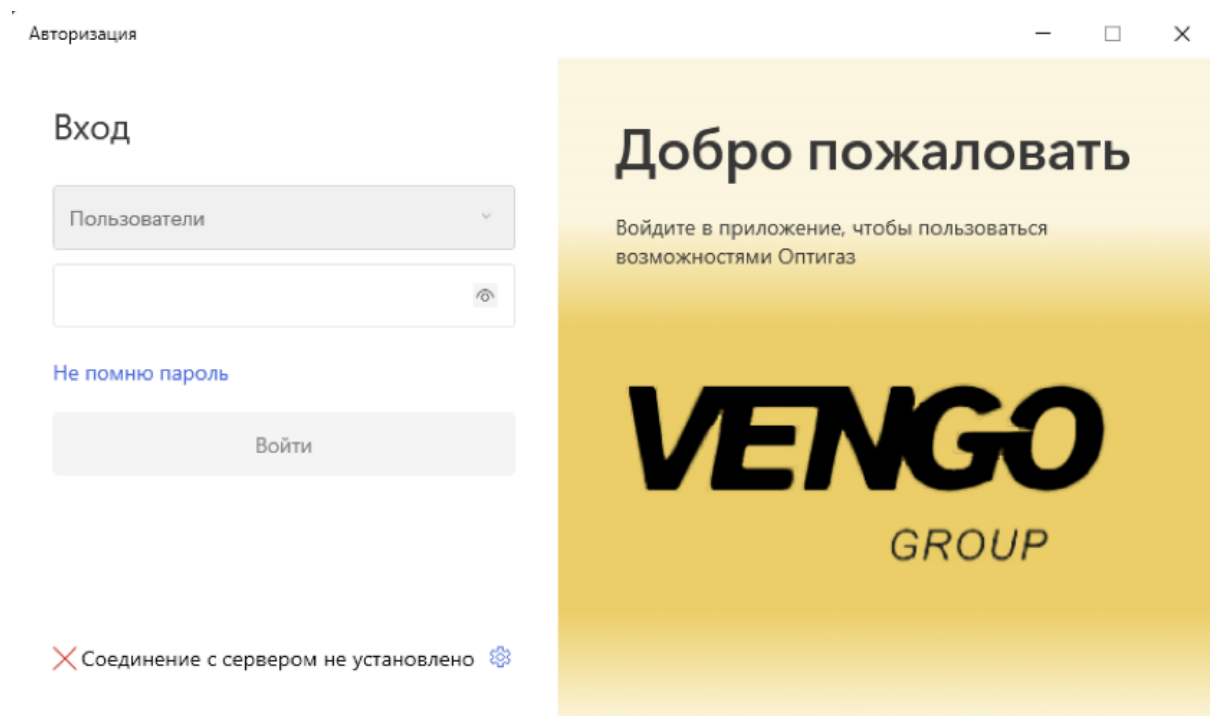 Авторизация
Вход
Пользователи
Не помню пароль
Войти
Соединение с сервером не установлено
Добро пожаловать
Войдите в приложение, чтобы пользоваться
возможностями Оптигаз
VENGO
GROUP